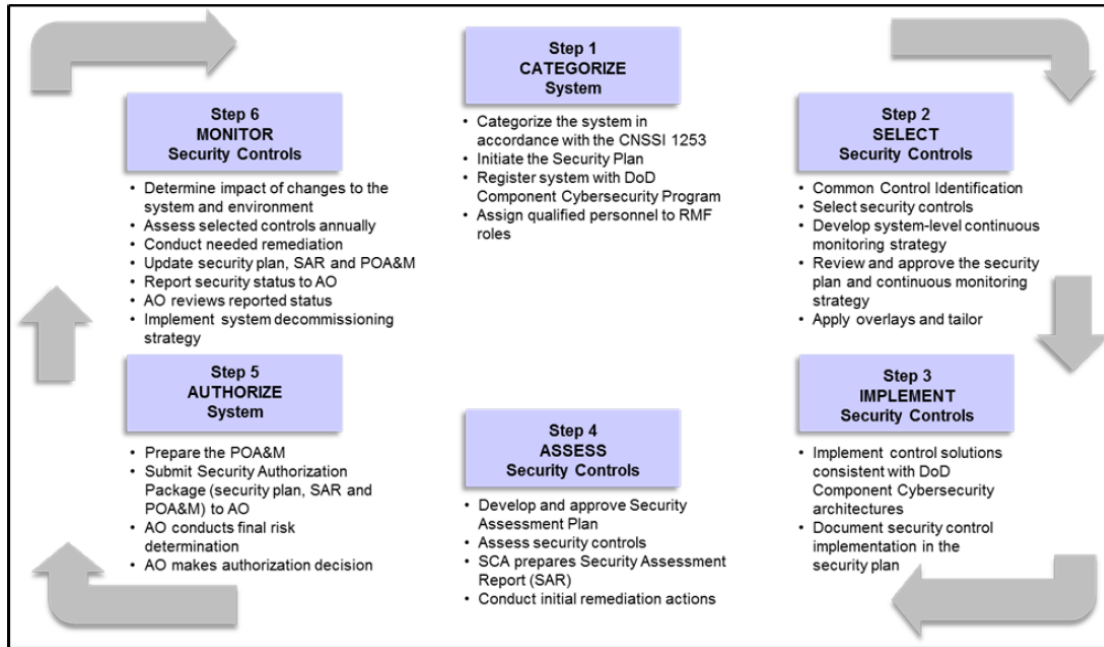 Step 1
CATEGORIZE
System
• Categorize the system in
accordance with the CNSSI 1253
• Initiate the Security Plan
• Register system with DoD
Component Cybersecurity Program
• Assign qualified personnel to RMF
roles
Step 2
SELECT
Security Controls
• Common Control Identification
• Select security controls
• Develop system-level continuous
monitoring strategy
• Review and approve the security
plan and continuous monitoring
strategy
• Apply overlays and tailor
Step 3
IMPLEMENT
Security Controls
• Implement control solutions
consistent with DoD
Component Cybersecurity
architectures
• Document security control
implementation in the
security plan
Step 4
ASSESS
Security Controls
• Develop and approve Security
Assessment Plan
• Assess security controls
• SCA prepares Security Assessment
Report (SAR)
• Conduct initial remediation actions
Step 5
AUTHORIZE
System
• Prepare the POA&M
• Submit Security Authorization
Package (security plan, SAR and
POA&M) to AO
• AO conducts final risk
determination
• AO makes authorization decision
Step 6
MONITOR
Security Controls
• Determine impact of changes to the
system and environment
• Assess selected controls annually
• Conduct needed remediation
• Update security plan, SAR and POA&M
• Report security status to AO
• AO reviews reported status
• Implement system decommissioning
strategy